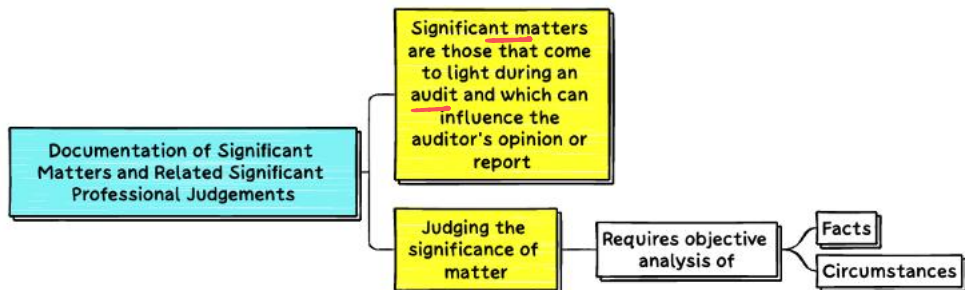 Significant matters
are those that come
to light during an
audit and which can
influence the
auditor's opinion or
report
Documentation of Significant
Matters and Related Significant
Professional Judgements
Judging the
significance of
matter
Requires objective
analysis of
Facts
Circumstances